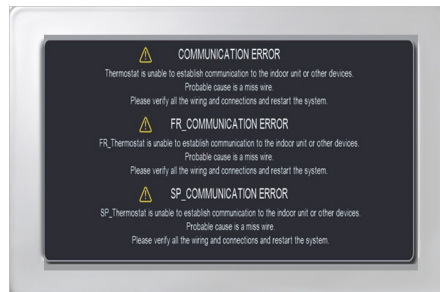 COMMUNICATION ERROR
Thermostat is unable to establish communication to the indoor unit or other devices.
Probable cause is a miss wire.
Please verify all the wiring and connections and restart the system.
FR_COMMUNICATION ERROR
FR_Thermostat is unable to establish communication to the indoor unit or other devices.
Probable cause is a miss wire.
Please verify all the wiring and connections and restart the system.
SP_COMMUNICATION ERROR
SP_Thermostat is unable to establish communication to the indoor unit or other devices.
Probable cause is a miss wire.
Please verify all the wiring and connections and restart the system.